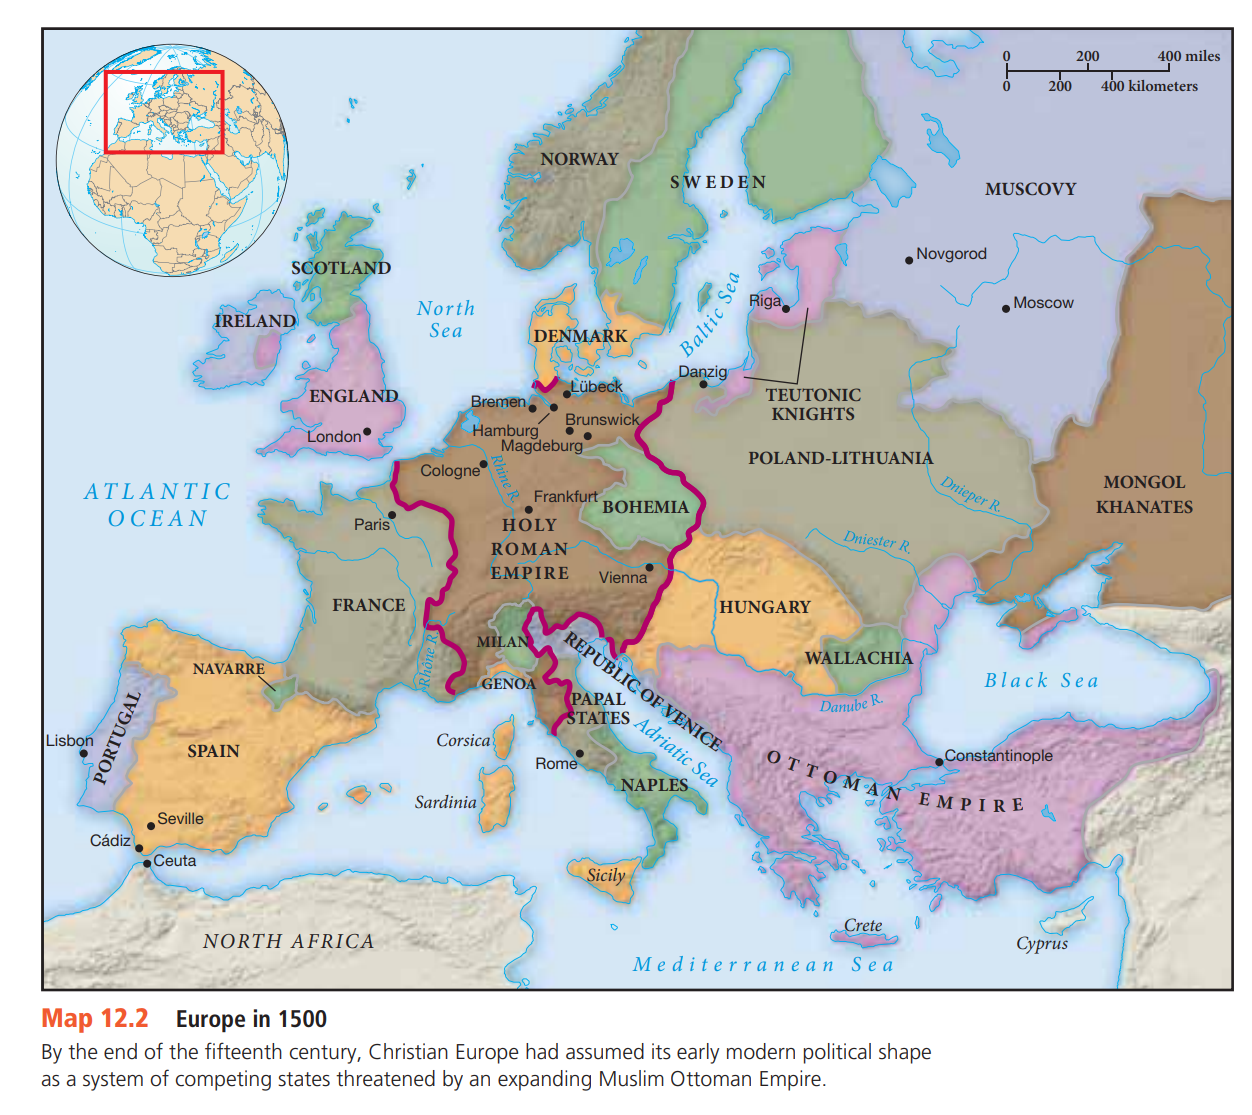 0 200 400 miles
0 200 400 kilometers
NORWAY
SWEDEN
MUSCOVY
Novgorod
Moscow
SCOTLAND
North
Sea
IRELAND
Baltic Sea
Riga
DENMARK
Danzig
TEUTONIC
KNIGHTS
ENGLAND
London
Lübeck
Bremen
Hamburg
Brunswick
Magdeburg
Cologne
Rhine R.
POLAND-LITHUANIA
MONGOL
KHANATES
Dnieper R.
Dniester R.
ATLANTIC
OCEAN
Paris
Frankfurt
BOHEMIA
HOLY
ROMAN
EMPIRE
Vienna
FRANCE
HUNGARY
WALLACHIA
Rhône R.
MILAN
REPUBLIC OF VENICE
GENOA
PAPAL
STATES
NAVARRE
Black Sea
Danube R.
PORTUGAL
Lisbon
SPAIN
Corsica
Adriatic Sea
Rome
Constantinople
OTTOMAN EMPIRE
NAPLES
Sardinia
Seville
Cádiz
Ceuta
Sicily
Crete
Cyprus
NORTH AFRICA
Mediterranean Sea
Map 12.2 Europe in 1500
By the end of the fifteenth century, Christian Europe had assumed its early modern political shape
as a system of competing states threatened by an expanding Muslim Ottoman Empire.